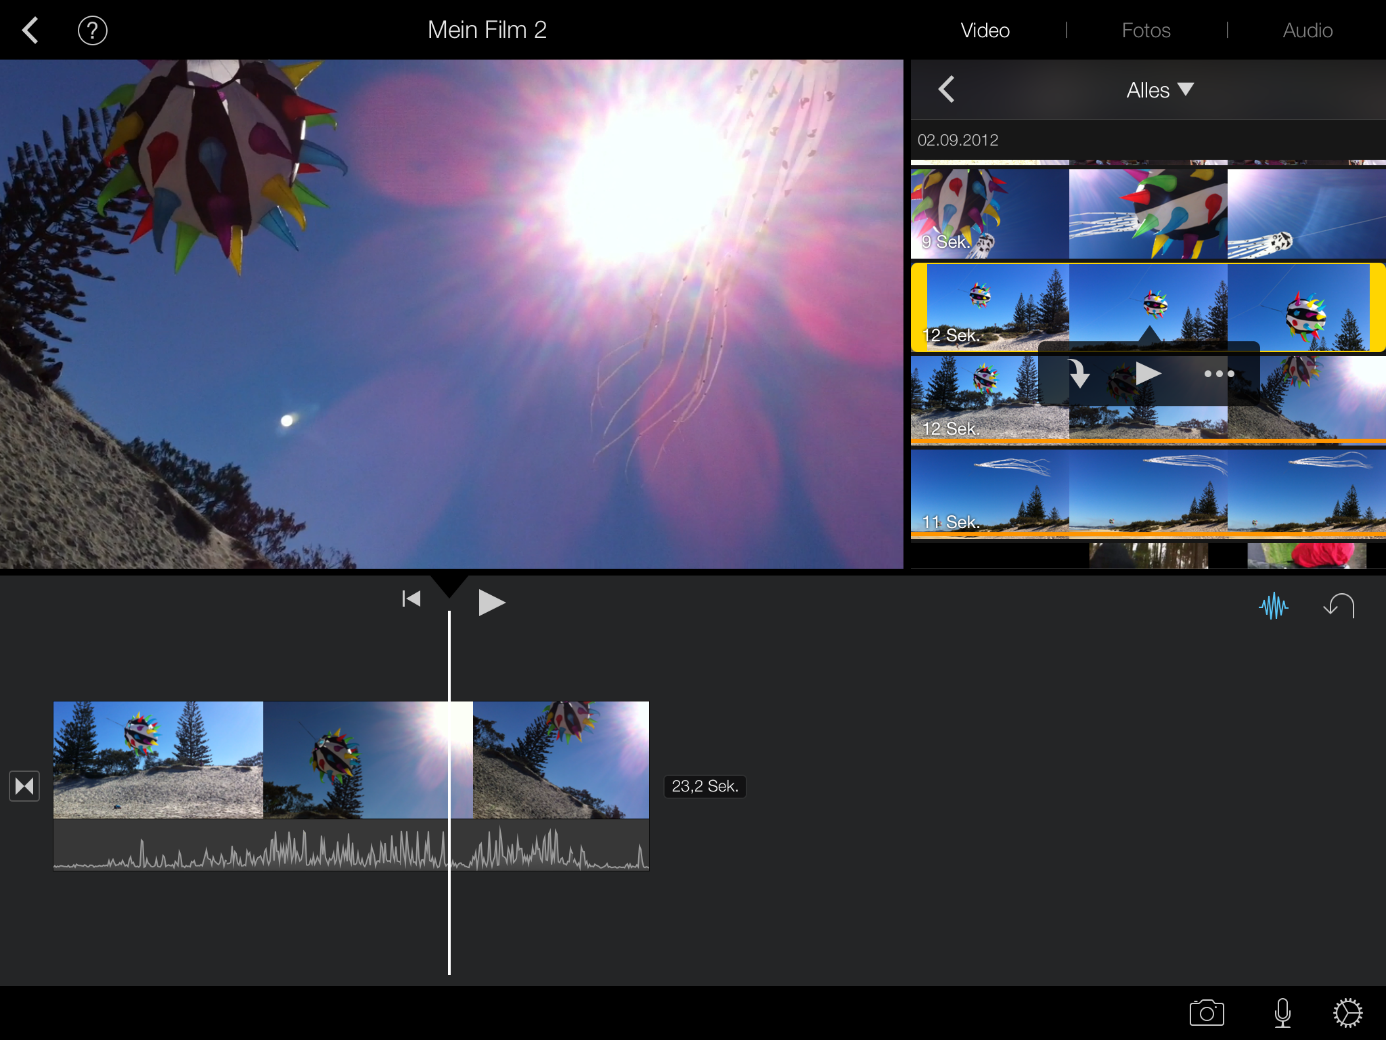 ?
Mein Film 2
Video
Fotos
Audio
Alles
02.09.2012
9 Sek.
12 Sek.
12 Sek.
11 Sek.
23,2 Sek.